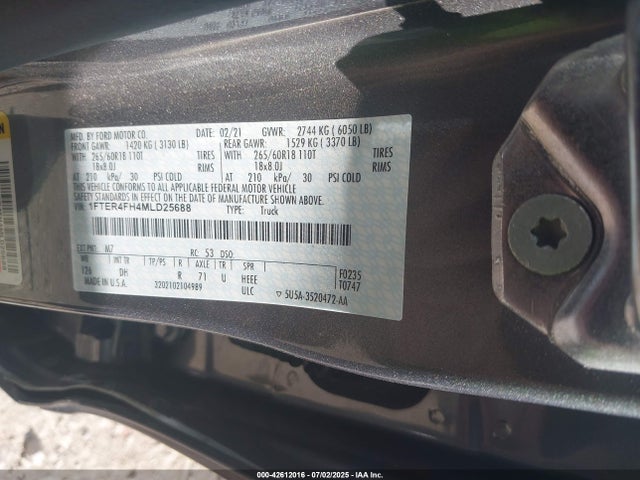 MFD. BY FORD MOTOR CO.
02/21 GVWR: 2744 KG ( 6050 LB)
FRONT GAWR: 1420 KG ( 3130 LB)
REAR GAWR: 1529 KG ( 3370 LB)
WITH 265/60R18 110T TIRES
WITH 265/60R18 110T TIRES
18x8.0J RIMS
18x8.0J RIMS
AT 210 kPa/ 30 PSI COLD
AT 210 kPa/ 30 PSI COLD
THIS VEHICLE CONFORMS TO ALL APPLICABLE FEDERAL MOTOR VEHICLE
SAFETY STANDARDS IN EFFECT ON THE DATE OF MANUFACTURE SHOWN ABOVE.
VIN: 1FTER4FH4MLD25688
TYPE: Truck
EXT PNT: M7 RC: 53 DSO:
WB INT TR TP/PS R AXLE TR SPR
126 DH R 71 U HEEE
ULC
F0235
T0747
MADE IN U.S.A.
3202102104989
5U5A-3520472-AA
000-42612016 - 07/02/2025 - IAAI.COM